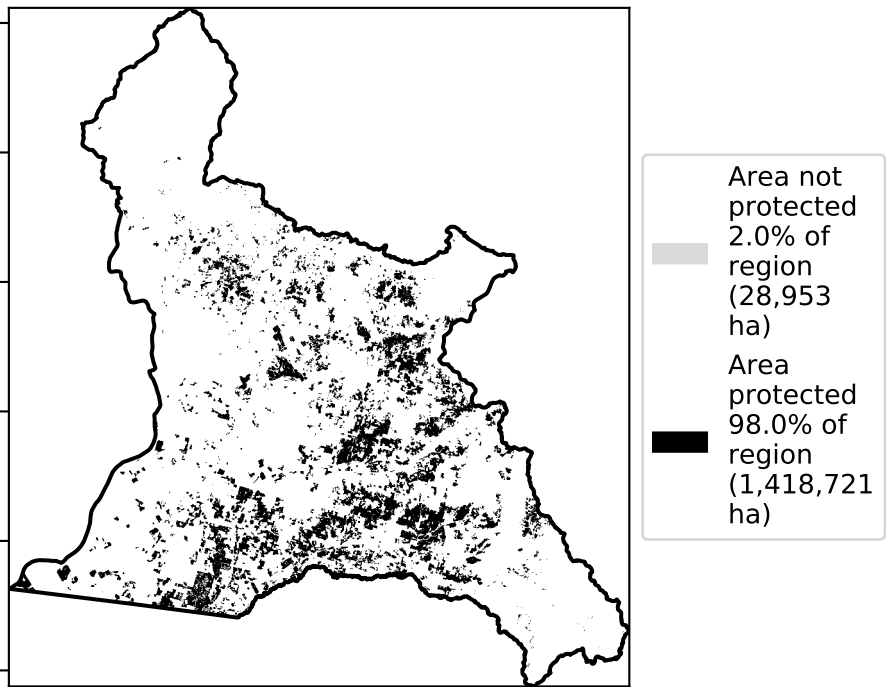 Area not
protected
2.0% of
region
(28,953
ha)
Area
protected
98.0% of
region
(1,418,721
ha)